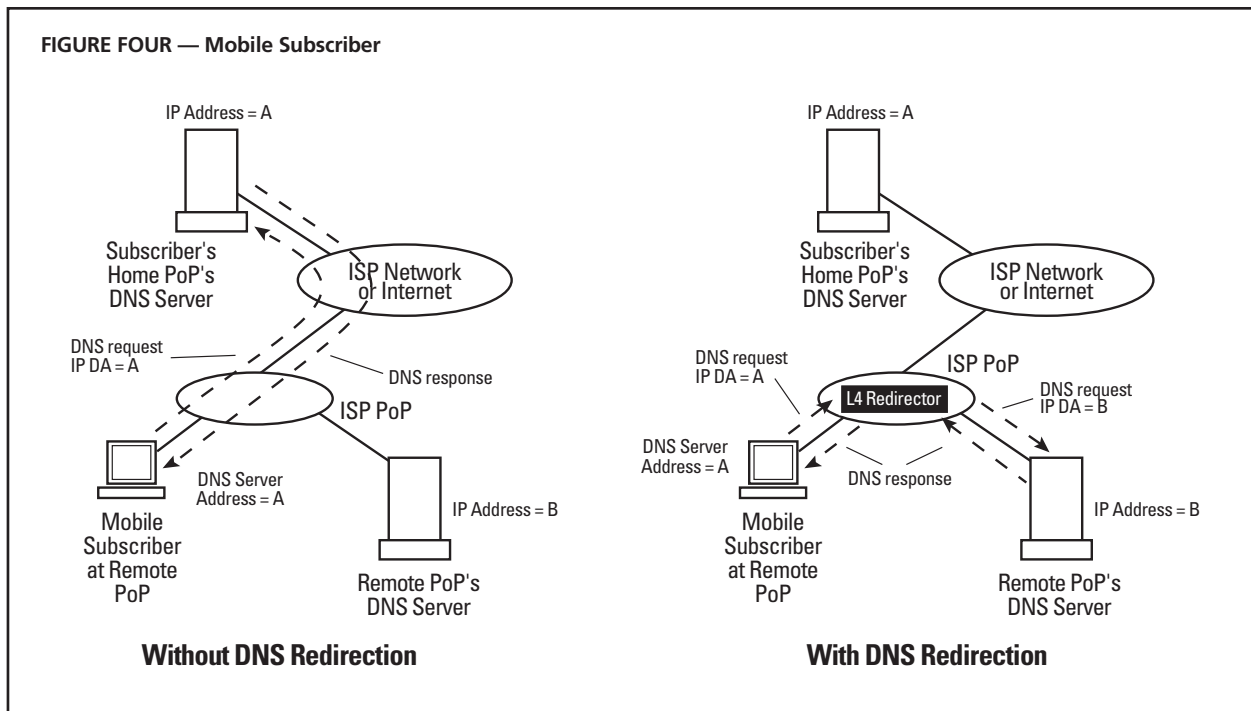 FIGURE FOUR — Mobile Subscriber
IP Address = A
Subscriber's
Home PoP's
DNS Server
ISP Network
or Internet
DNS request
IP DA = A
DNS response
ISP PoP
DNS Server
Address = A
IP Address = B
Mobile
Subscriber
at Remote
PoP
Remote PoP's
DNS Server
Without DNS Redirection
IP Address = A
Subscriber's
Home PoP's
DNS Server
ISP Network
or Internet
DNS request
IP DA = A
ISP PoP
L4 Redirector
DNS request
IP DA = B
DNS Server
Address = A
DNS response
IP Address = B
Mobile
Subscriber
at Remote
PoP
Remote PoP's
DNS Server
With DNS Redirection